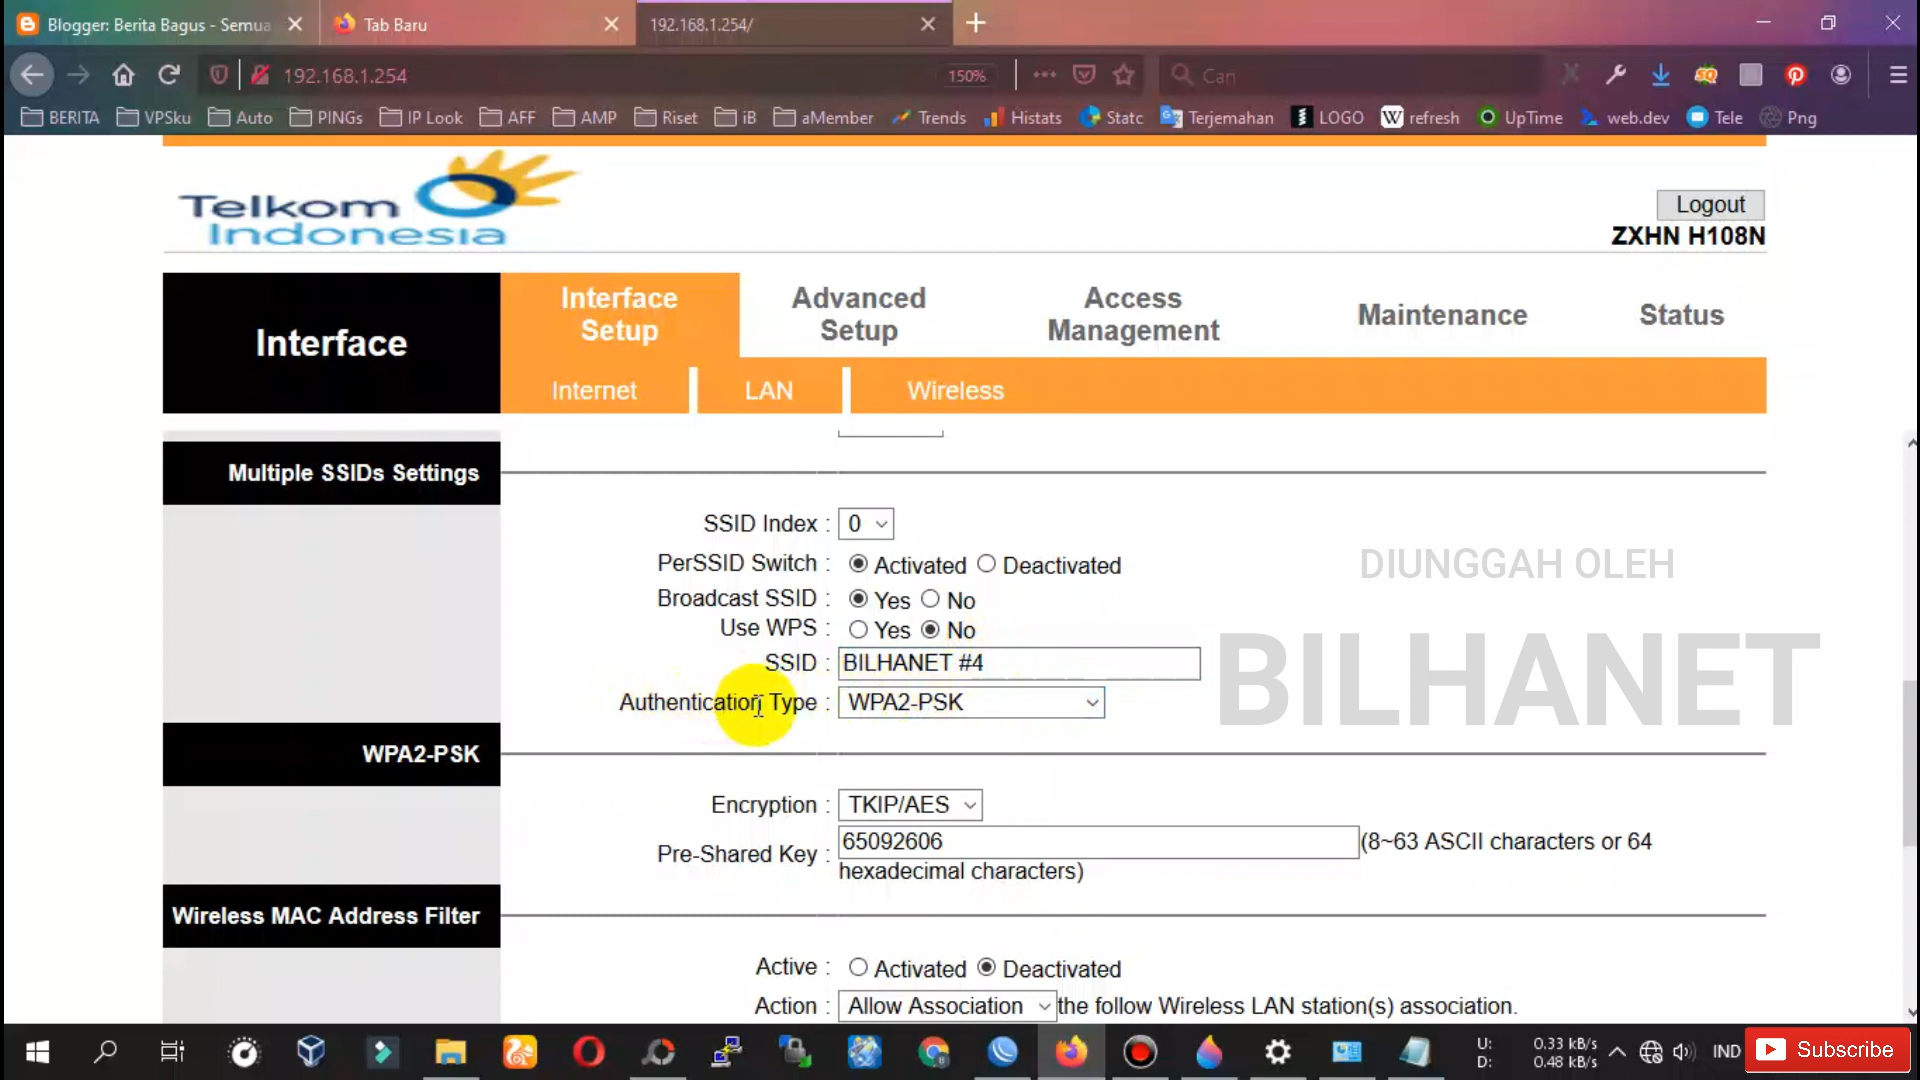 Blogger: Berita Bagus - Semua
Tab Baru
192.168.1.254/
192.168.1.254
150%
Cari
BERITA
VPSku
Auto
PINGs
IP Look
AFF
AMP
Riset
iB
aMember
Trends
Histats
Statc
Terjemahan
LOGO
refresh
UpTime
web.dev
Tele
Png
Telkom
Indonesia
Logout
ZXHN H108N
Interface
Interface
Setup
Advanced
Setup
Access
Management
Maintenance
Status
Internet
LAN
Wireless
Multiple SSIDs Settings
SSID Index : 0
PerSSID Switch : Activated Deactivated
Broadcast SSID : Yes No
Use WPS : Yes No
SSID : BILHANET #4
Authentication Type : WPA2-PSK
DIUNGGAH OLEH
BILHANET
WPA2-PSK
Encryption : TKIP/AES
Pre-Shared Key : 65092606 (8~63 ASCII characters or 64
hexadecimal characters)
Wireless MAC Address Filter
Active : Activated Deactivated
Action : Allow Association the follow Wireless LAN station(s) association.
U: 0.33 kB/s
D: 0.48 kB/s
IND
Subscribe